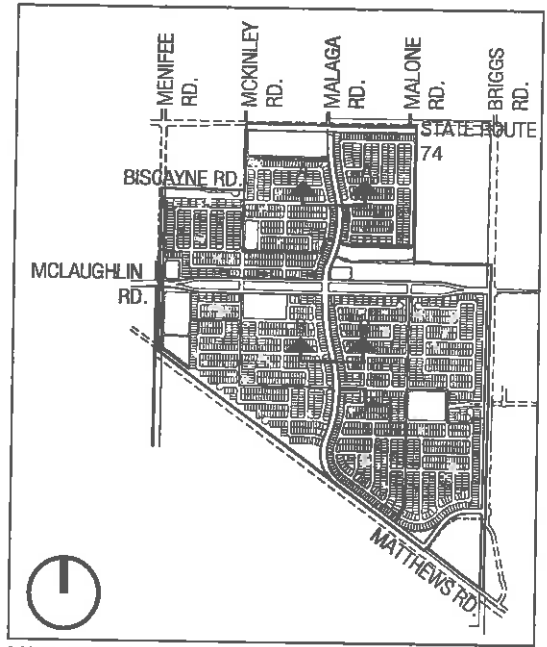 MENIFEE
RD.
MCKINLEY
RD.
MALAGA
RD.
MALONE
RD.
BRIGGS
RD.
STATE ROUTE
74
BISCAYNE RD.
MCLAUGHLIN
RD.
MATTHEWS RD.